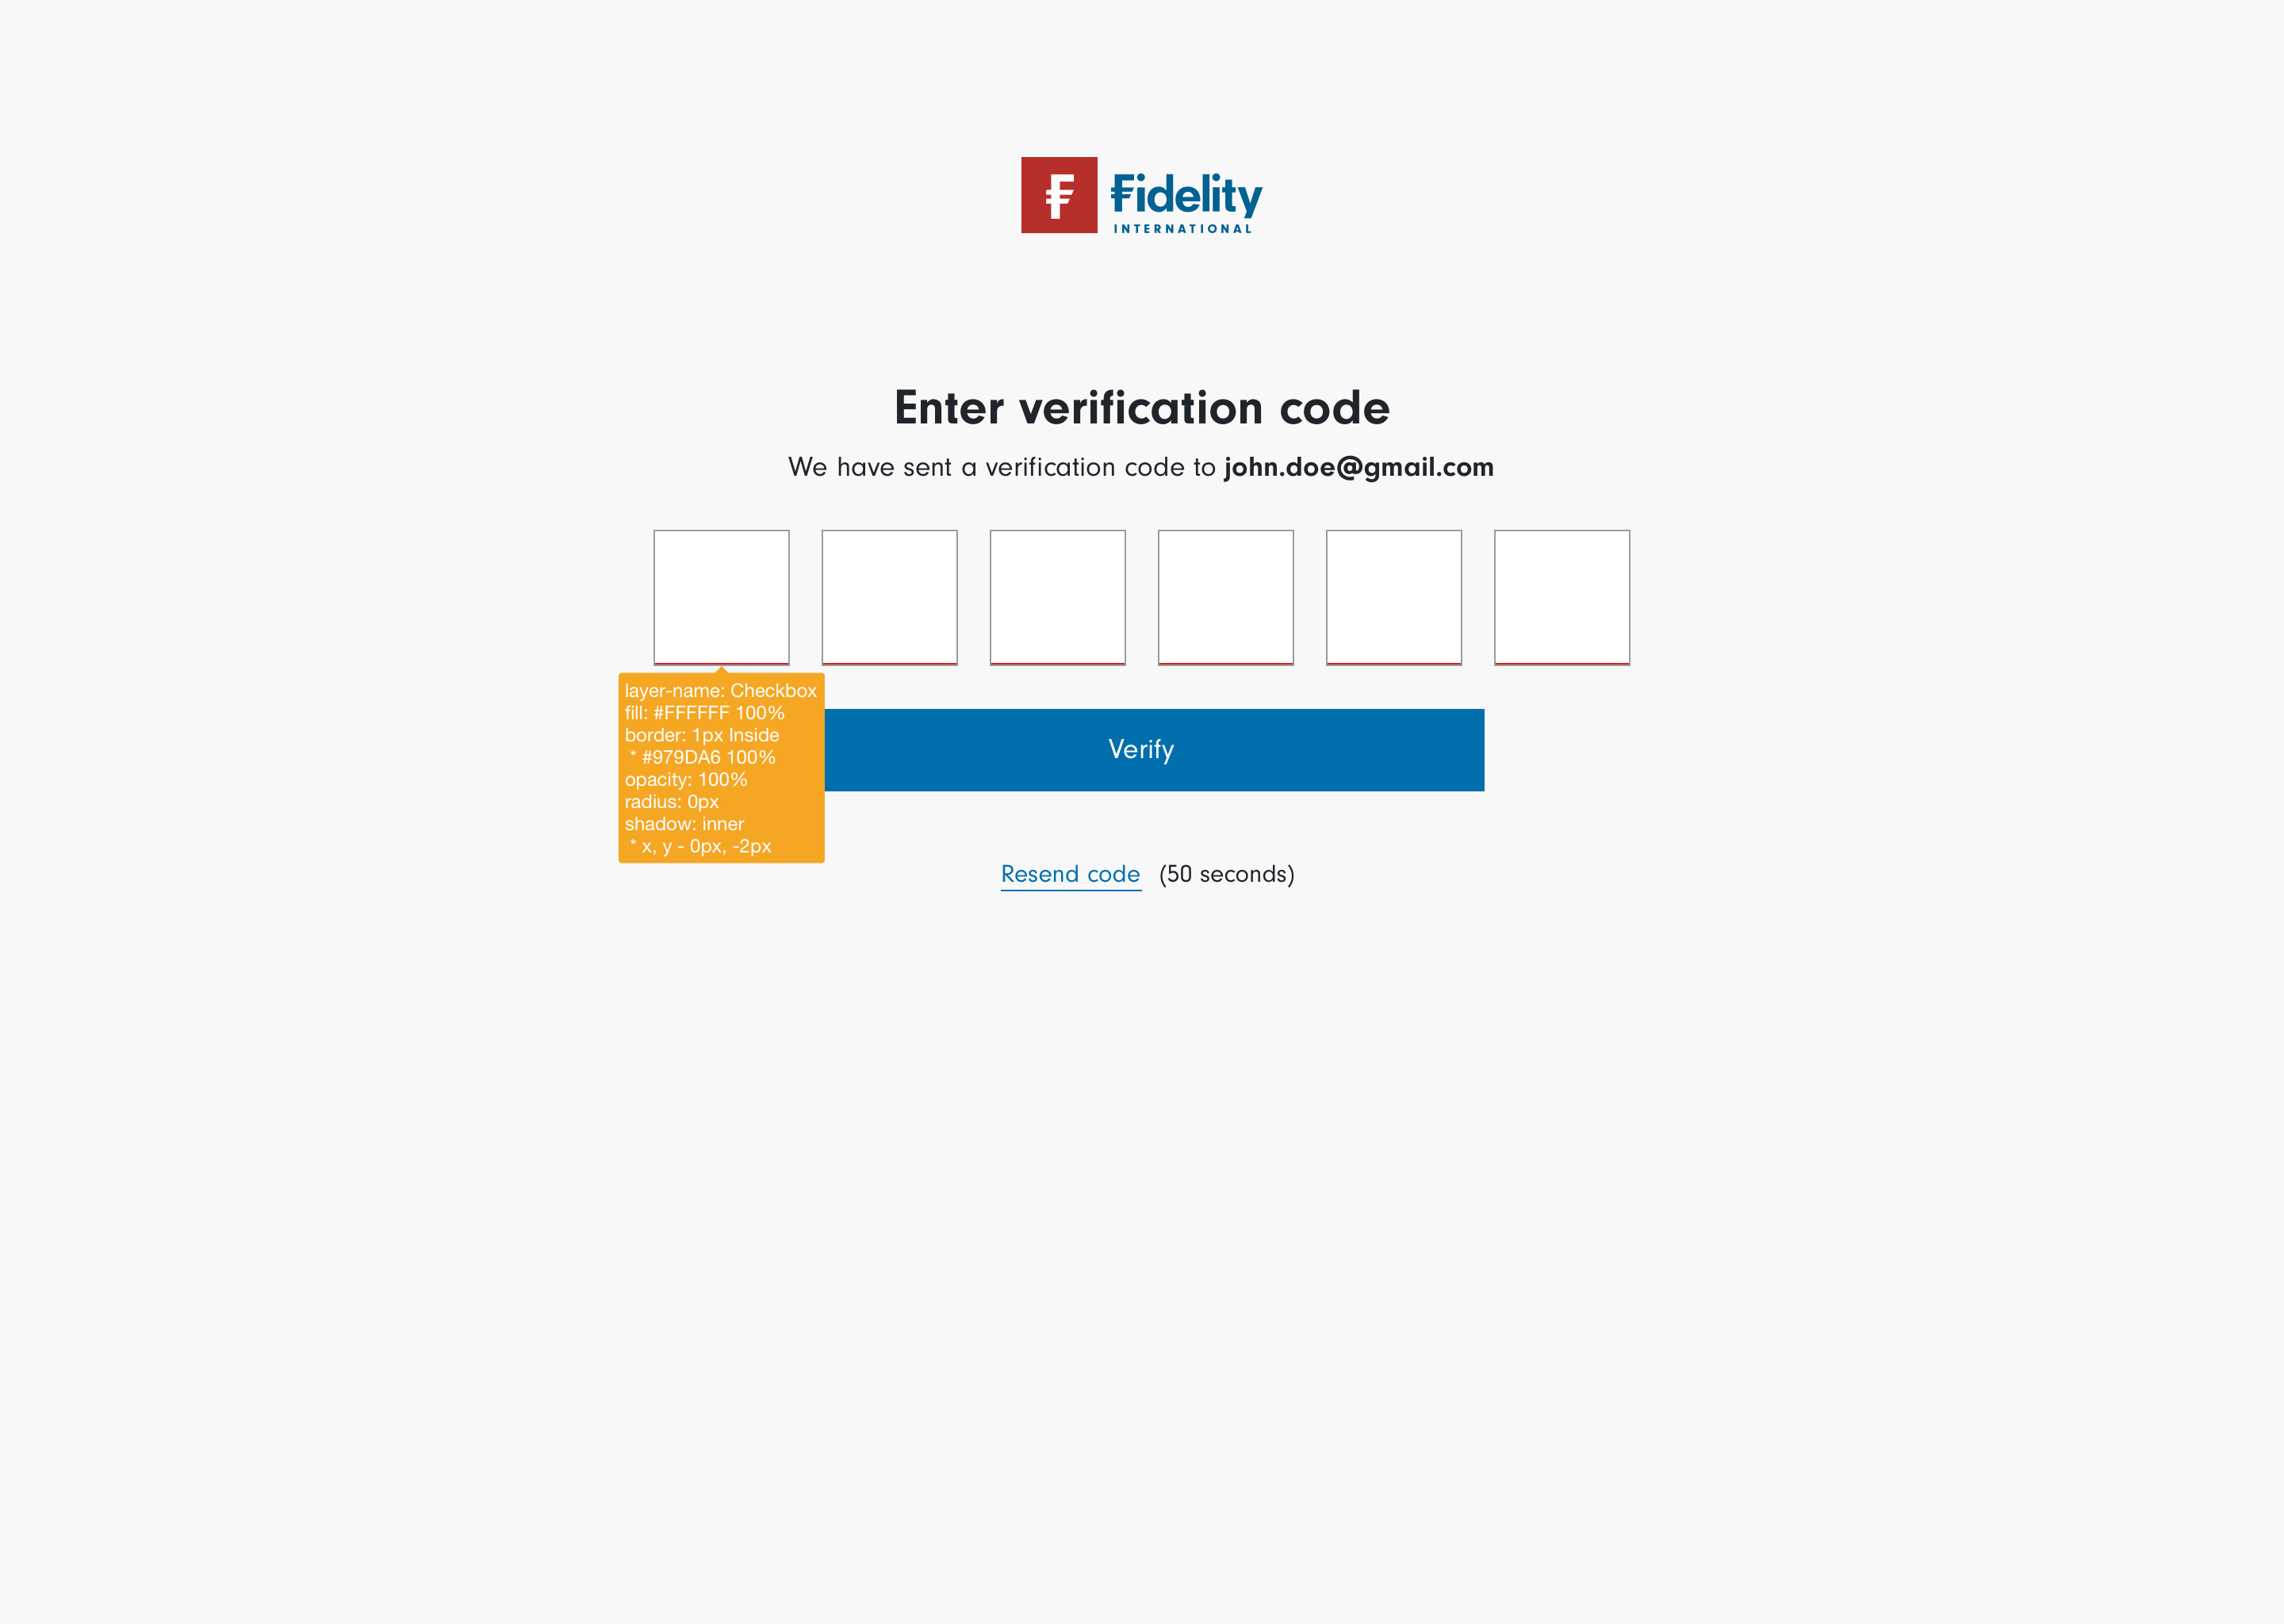 F Fidelity
INTERNATIONAL
Enter verification code
We have sent a verification code to john.doe@gmail.com
layer-name: Checkbox
fill: #FFFFFF 100%
border: 1px Inside
* #979DA6 100%
opacity: 100%
radius: 0px
shadow: inner
* x, y - 0px, -2px
Verify
Resend code (50 seconds)